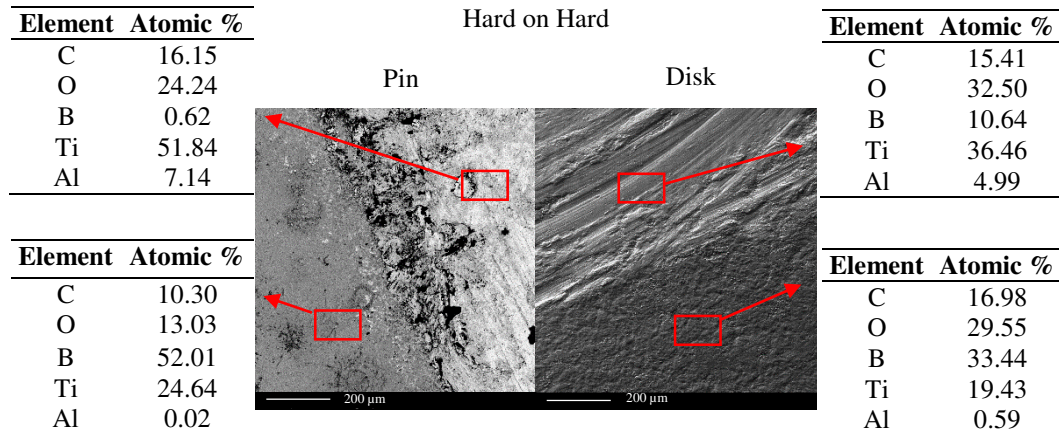 Hard on Hard
Pin
Disk
Element Atomic %
C 16.15
O 24.24
B 0.62
Ti 51.84
Al 7.14
Element Atomic %
C 10.30
O 13.03
B 52.01
Ti 24.64
Al 0.02
200 µm
200 µm
Element Atomic %
C 15.41
O 32.50
B 10.64
Ti 36.46
Al 4.99
Element Atomic %
C 16.98
O 29.55
B 33.44
Ti 19.43
Al 0.59